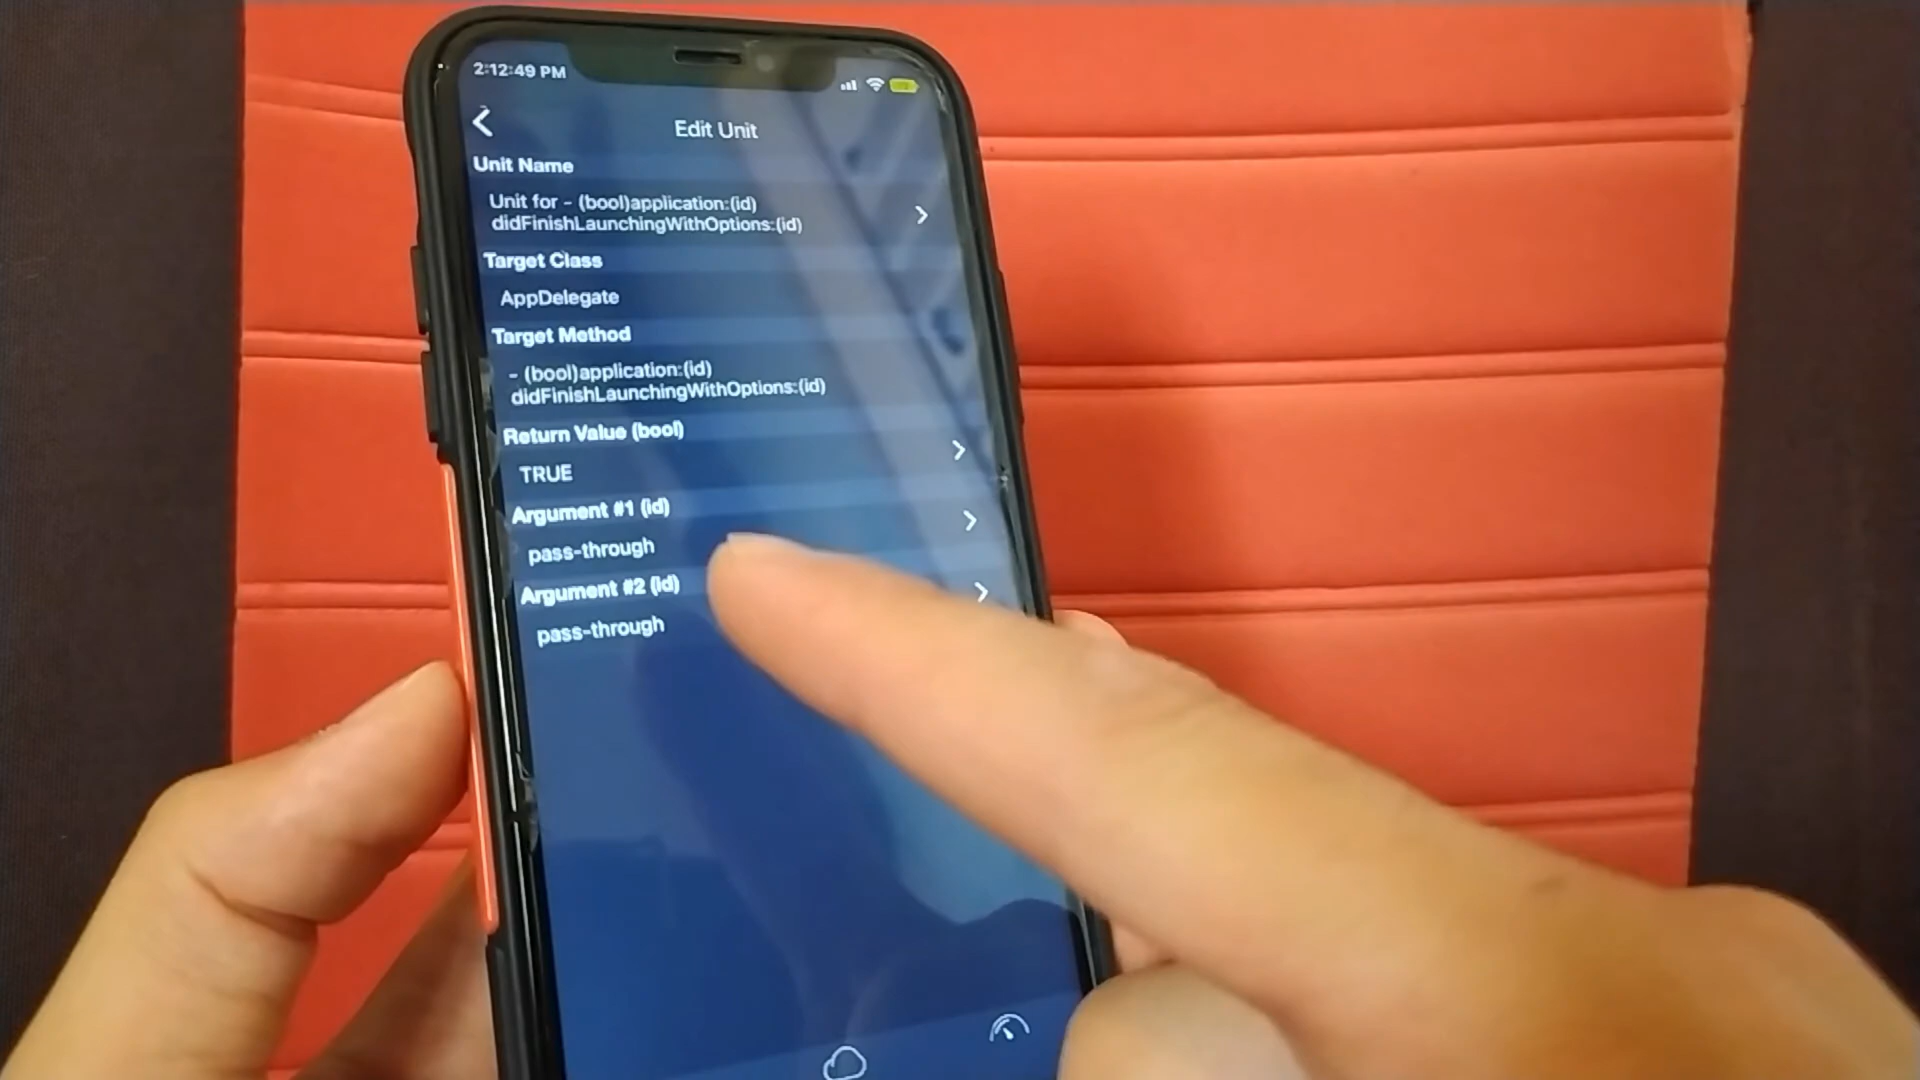 2:12:49 PM
Edit Unit
Unit Name
Unit for - (bool)application:(id)
didFinishLaunchingWithOptions:(id)
Target Class
AppDelegate
Target Method
- (bool)application:(id)
didFinishLaunchingWithOptions:(id)
Return Value (bool)
TRUE
Argument #1 (id)
pass-through
Argument #2 (id)
pass-through